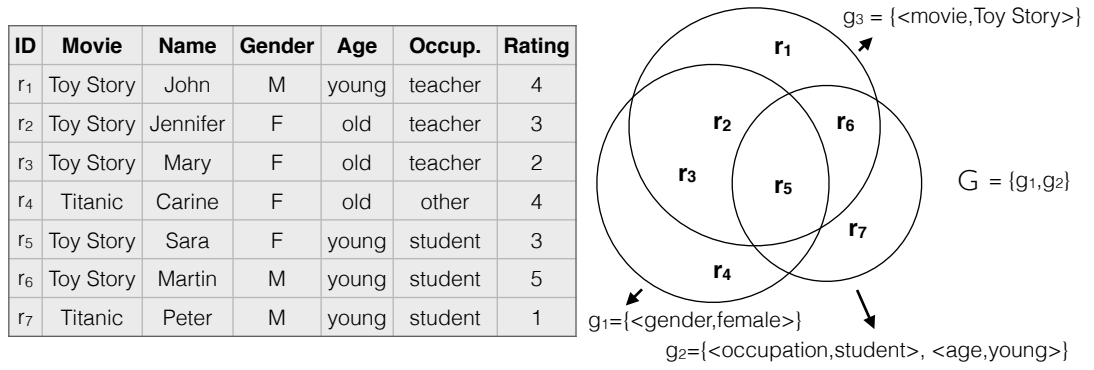 ID Movie Name Gender Age Occup. Rating
r1 Toy Story John M young teacher 4
r2 Toy Story Jennifer F old teacher 3
r3 Toy Story Mary F old teacher 2
r4 Titanic Carine F old other 4
r5 Toy Story Sara F young student 3
r6 Toy Story Martin M young student 5
r7 Titanic Peter M young student 1
g3 = {<movie,Toy Story>}
r1
r2
r6
r3
r5
G = {g1,g2}
r7
r4
g1={<gender,female>}
g2={<occupation,student>, <age,young>}